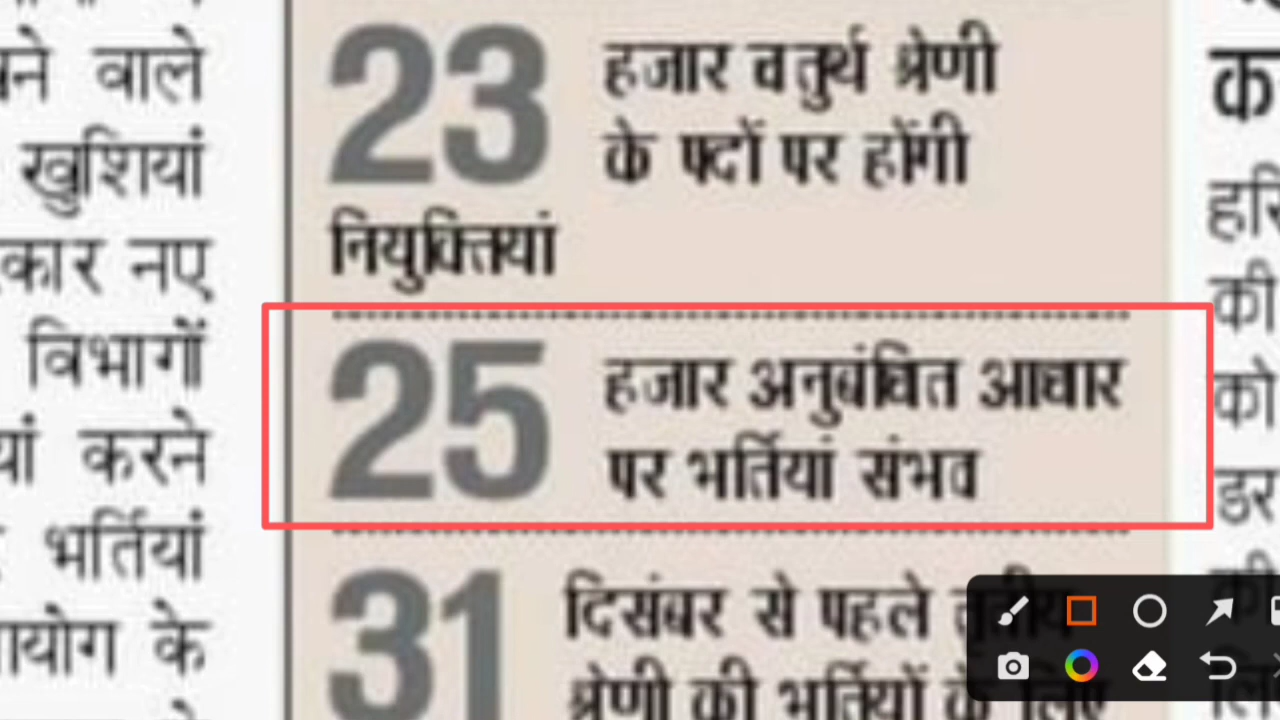 ने वाले
खुशियां
कार नए
विभागों
यां करने
भर्तियां
के
23 हजार चतुर्थ श्रेणी
के पदों पर होंगी
नियुक्तियां
25 हजार अनुबंधित आधार
पर भर्तियां संभव
31 दिसंबर से पहले तृतीय
श्रेणी की भर्तियों के लिए
की
को
डर